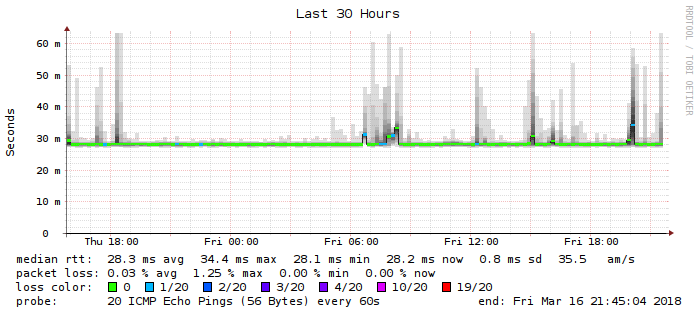 Last 30 Hours
RRDTOOL / TOBI OETIKER
Seconds
60 m
50 m
40 m
30 m
20 m
10 m
0
Thu 18:00 Fri 00:00 Fri 06:00 Fri 12:00 Fri 18:00
median rtt: 28.3 ms avg 34.4 ms max 28.1 ms min 28.2 ms now 0.8 ms sd 35.5 am/s
packet loss: 0.03 % avg 1.25 % max 0.00 % min 0.00 % now
loss color: 0 1/20 2/20 3/20 4/20 10/20 19/20
probe: 20 ICMP Echo Pings (56 Bytes) every 60s end: Fri Mar 16 21:45:04 2018